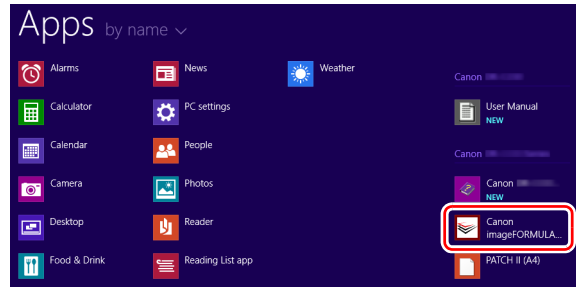 Apps by name
Alarms
Calculator
Calendar
Camera
Desktop
Food & Drink
News
PC settings
People
Photos
Reader
Reading List app
Weather
Canon
User Manual
NEW
Canon
Canon
NEW
Canon
imageFORMULA...
PATCH II (A4)